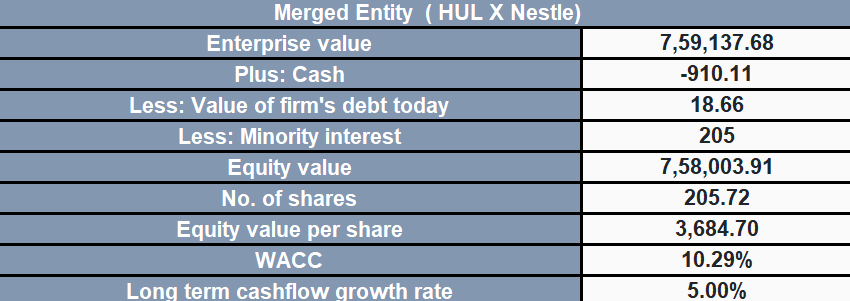 Merged Entity ( HUL X Nestle)
Enterprise value 7,59,137.68
Plus: Cash -910.11
Less: Value of firm's debt today 18.66
Less: Minority interest 205
Equity value 7,58,003.91
No. of shares 205.72
Equity value per share 3,684.70
WACC 10.29%
Long term cashflow growth rate 5.00%